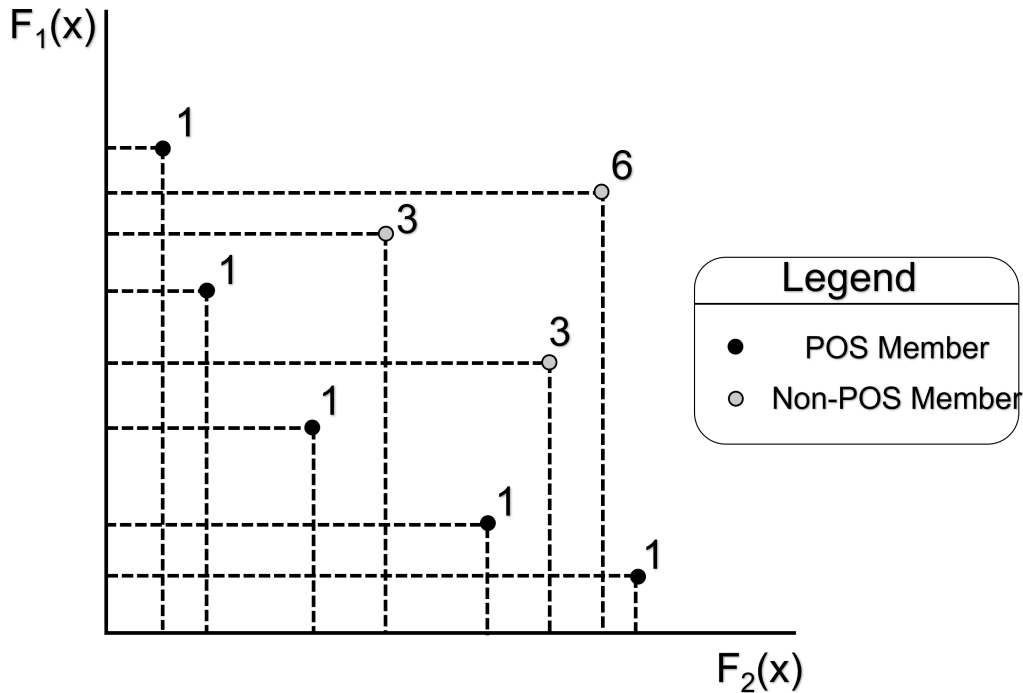 F₁(x)
1
6
3
1
3
1
1
1
Legend
POS Member
Non-POS Member
F₂(x)